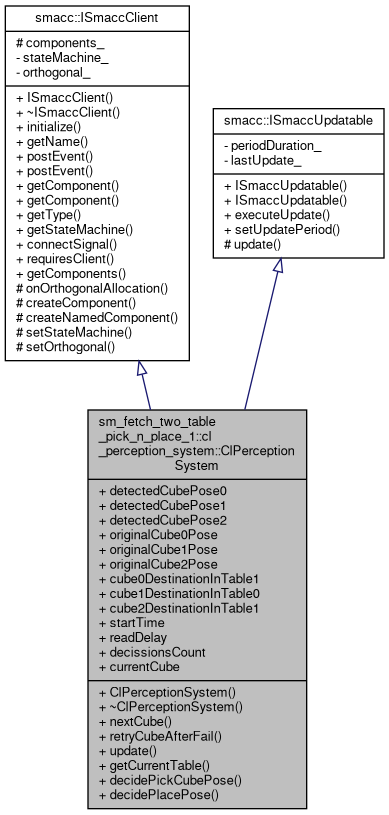 smacc::ISmaccClient
# components_
- stateMachine_
- orthogonal_
+ ISmaccClient()
+ ~ISmaccClient()
+ initialize()
+ getName()
+ postEvent()
+ postEvent()
+ getComponent()
+ getComponent()
+ getType()
+ getStateMachine()
+ connectSignal()
+ requiresClient()
+ getComponents()
# onOrthogonalAllocation()
# createComponent()
# createNamedComponent()
# setStateMachine()
# setOrthogonal()
smacc::ISmaccUpdatable
- periodDuration_
- lastUpdate_
+ ISmaccUpdatable()
+ ISmaccUpdatable()
+ executeUpdate()
+ setUpdatePeriod()
# update()
sm_fetch_two_table
_pick_n_place_1::cl
_perception_system::ClPerception
System
+ detectedCubePose0
+ detectedCubePose1
+ detectedCubePose2
+ originalCube0Pose
+ originalCube1Pose
+ originalCube2Pose
+ cube0DestinationInTable1
+ cube1DestinationInTable0
+ cube2DestinationInTable1
+ startTime
+ readDelay
+ decissionsCount
+ currentCube
+ ClPerceptionSystem()
+ ~ClPerceptionSystem()
+ nextCube()
+ retryCubeAfterFail()
+ update()
+ getCurrentTable()
+ decidePickCubePose()
+ decidePlacePose()